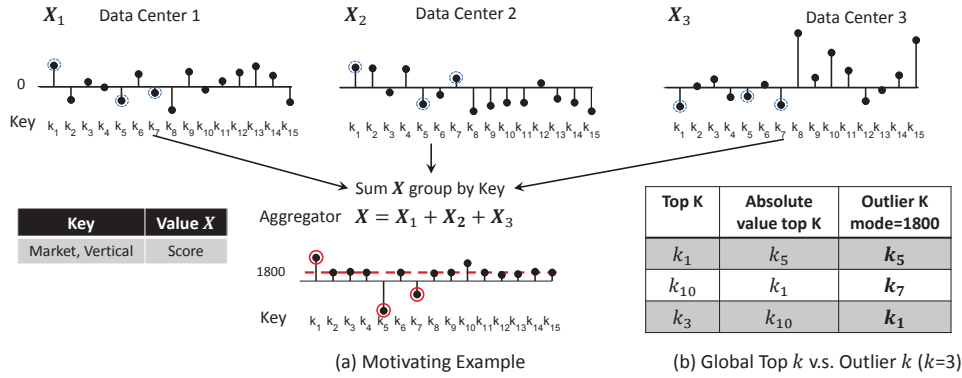 X1 Data Center 1
X2 Data Center 2
X3 Data Center 3
0
Key k1 k2 k3 k4 k5 k6 k7 k8 k9 k10 k11 k12 k13 k15
k1 k2 k3 k4 k5 k6 k7 k8 k9 k10 k11 k12 k13 k14 k15
k1 k2 k3 k4 k5 k6 k7 k8 k9 k10 k11 k12 k13 k14 k15
Sum X group by Key
Aggregator X = X1 + X2 + X3
Key Value X
Market, Vertical Score
1800
Key k1 k2 k3 k4 k5 k6 k7 k8 k9 k10 k11 k12 k13 k14 k15
Top K Absolute value top K Outlier K mode=1800
k1 k5 k5
k10 k1 k7
k3 k10 k1
(a) Motivating Example
(b) Global Top k v.s. Outlier k (k=3)